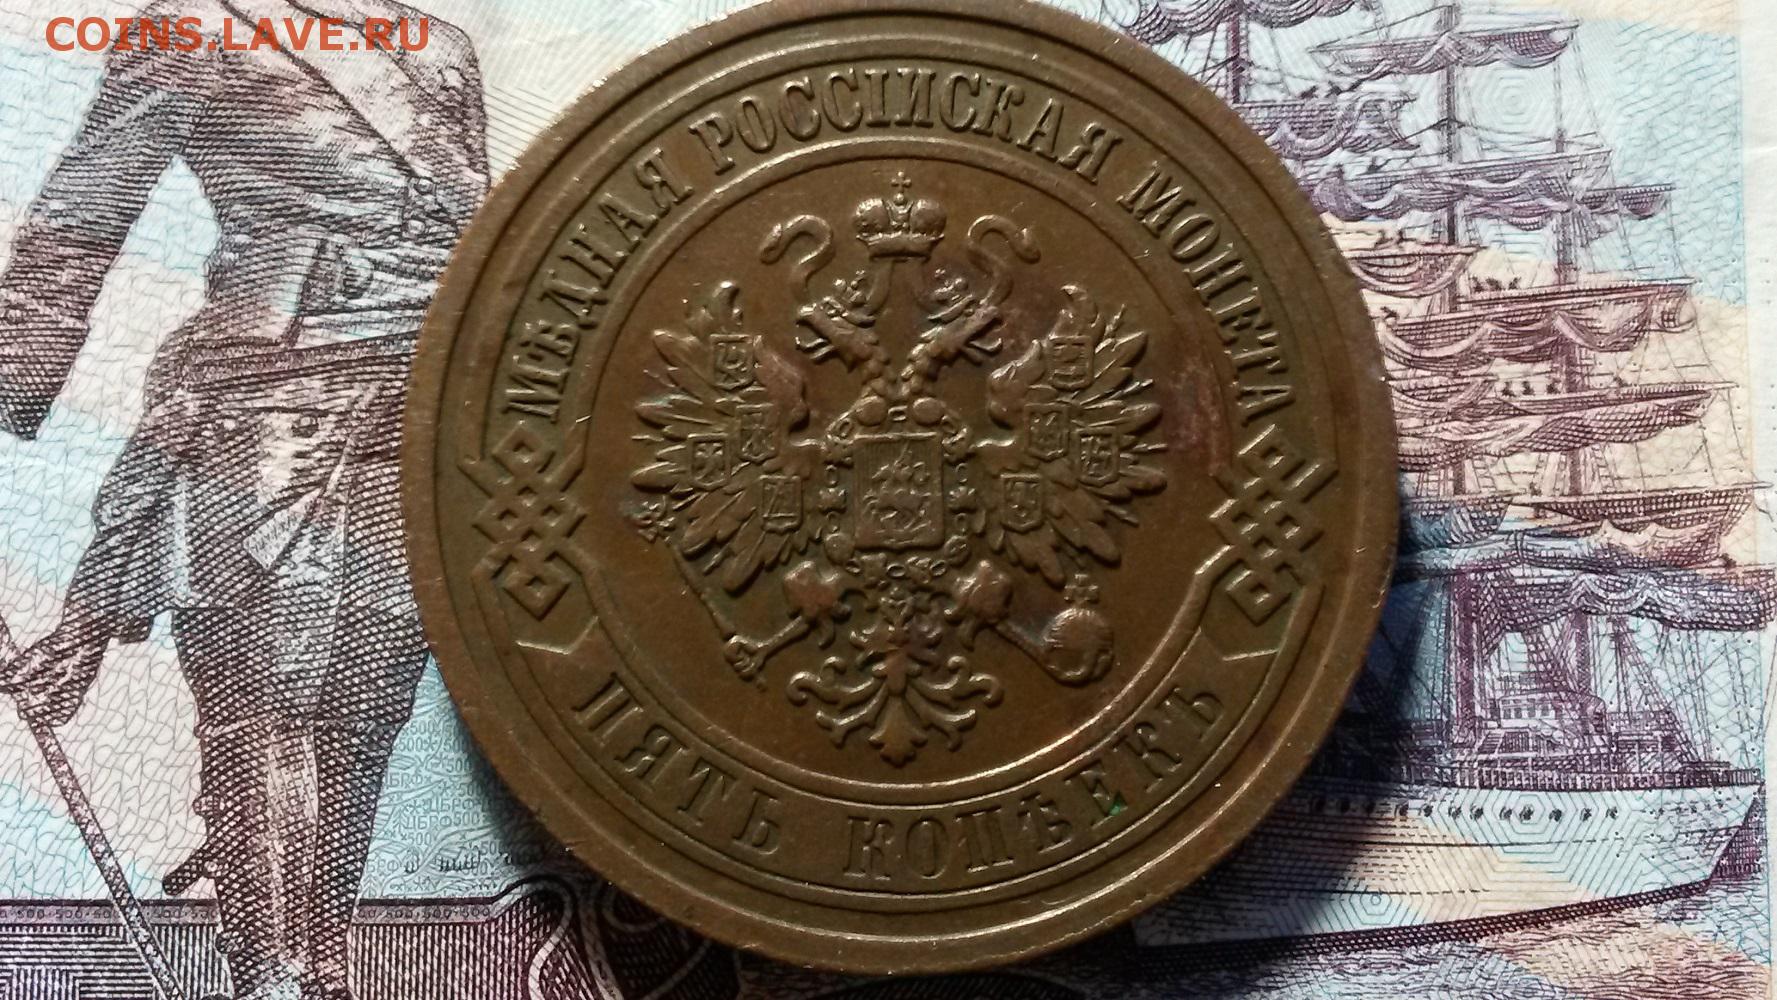 COINS.LAVE.RU
МѢДНАЯ РОССІЙСКАЯ МОНЕТА
ПЯТЬ КОПѢЕКЪ